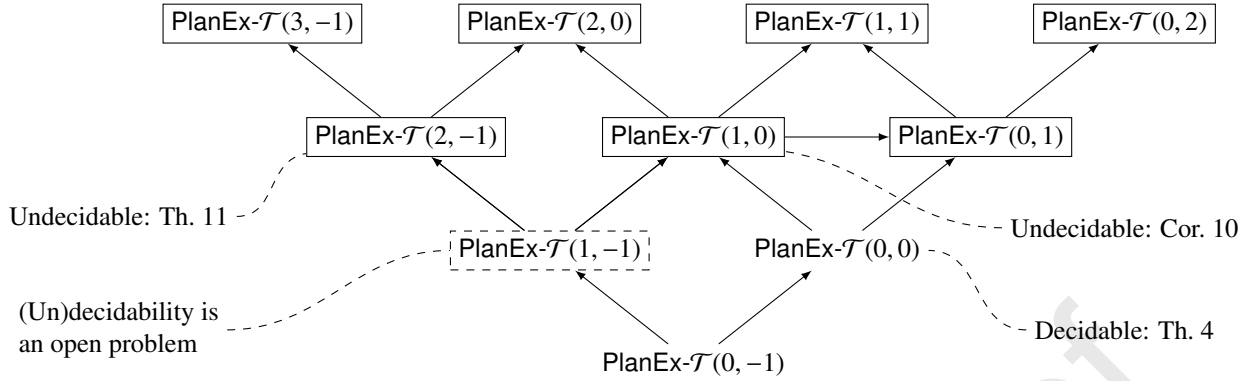 PlanEx-𝒯(3, −1)
PlanEx-𝒯(2, 0)
PlanEx-𝒯(1, 1)
PlanEx-𝒯(0, 2)
PlanEx-𝒯(2, −1)
PlanEx-𝒯(1, 0)
PlanEx-𝒯(0, 1)
Undecidable: Th. 11
Undecidable: Cor. 10
PlanEx-𝒯(1, −1)
PlanEx-𝒯(0, 0)
(Un)decidability is
an open problem
Decidable: Th. 4
PlanEx-𝒯(0, −1)